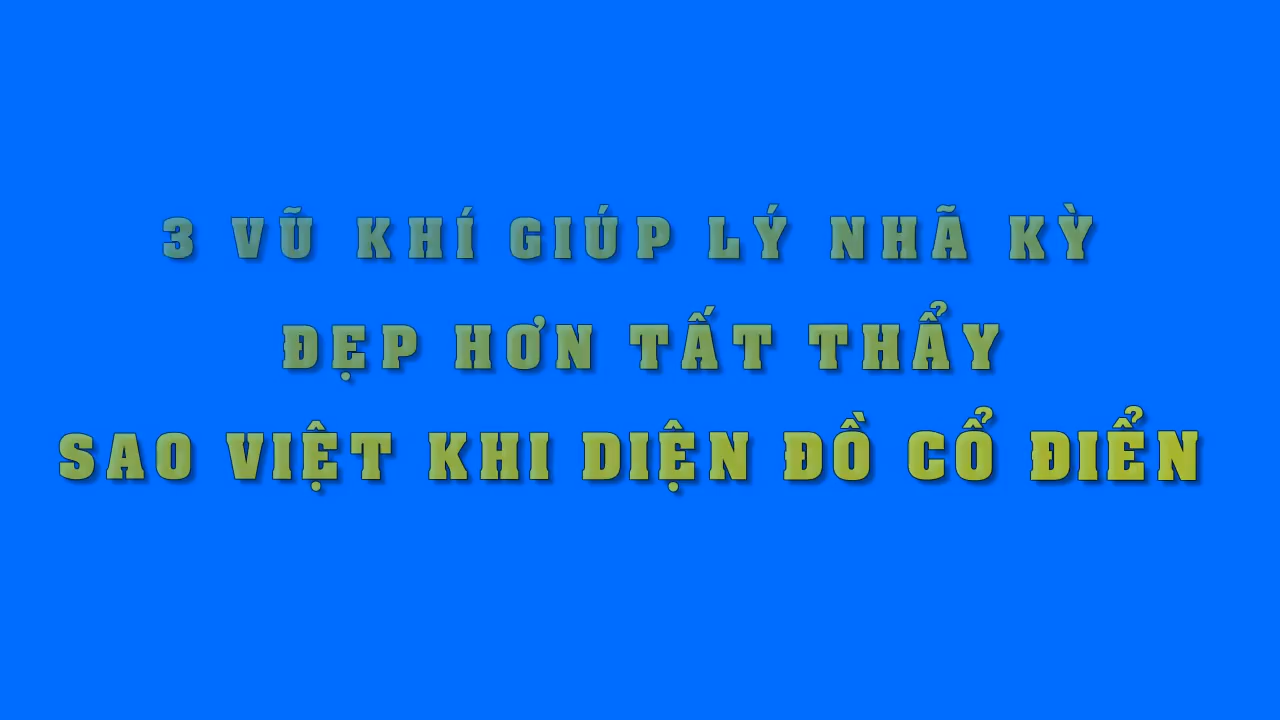 3 VŨ KHÍ GIÚP LÝ NHÃ KỲ
ĐẸP HƠN TẤT THẨY
SAO VIỆT KHI DIỆN ĐỒ CỔ ĐIỂN